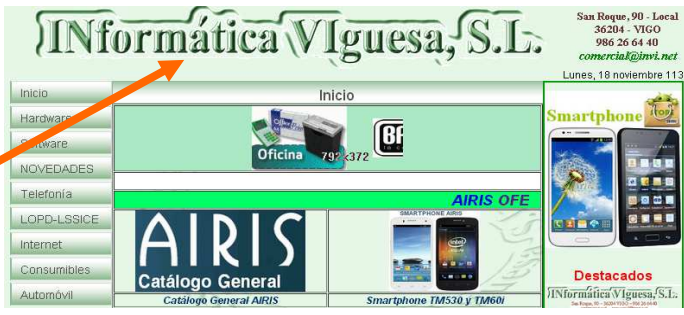 INformática VIguesa, S.L.
San Roque, 90 - Local
36204 - VIGO
986 26 64 40
comercial@invi.net
Lunes, 18 noviembre 113
Inicio
Hardware
Software
NOVEDADES
Telefonía
LOPD-LSSICE
Internet
Consumibles
Automóvil
Inicio
Oficina
792x372
AIRIS OFE
AIRIS
Catálogo General
Catálogo General AIRIS
SMARTPHONE AIRIS
Smartphone TM530 y TM60i
Smartphone
TOP!
Destacados
INformática VIguesa, S.L.